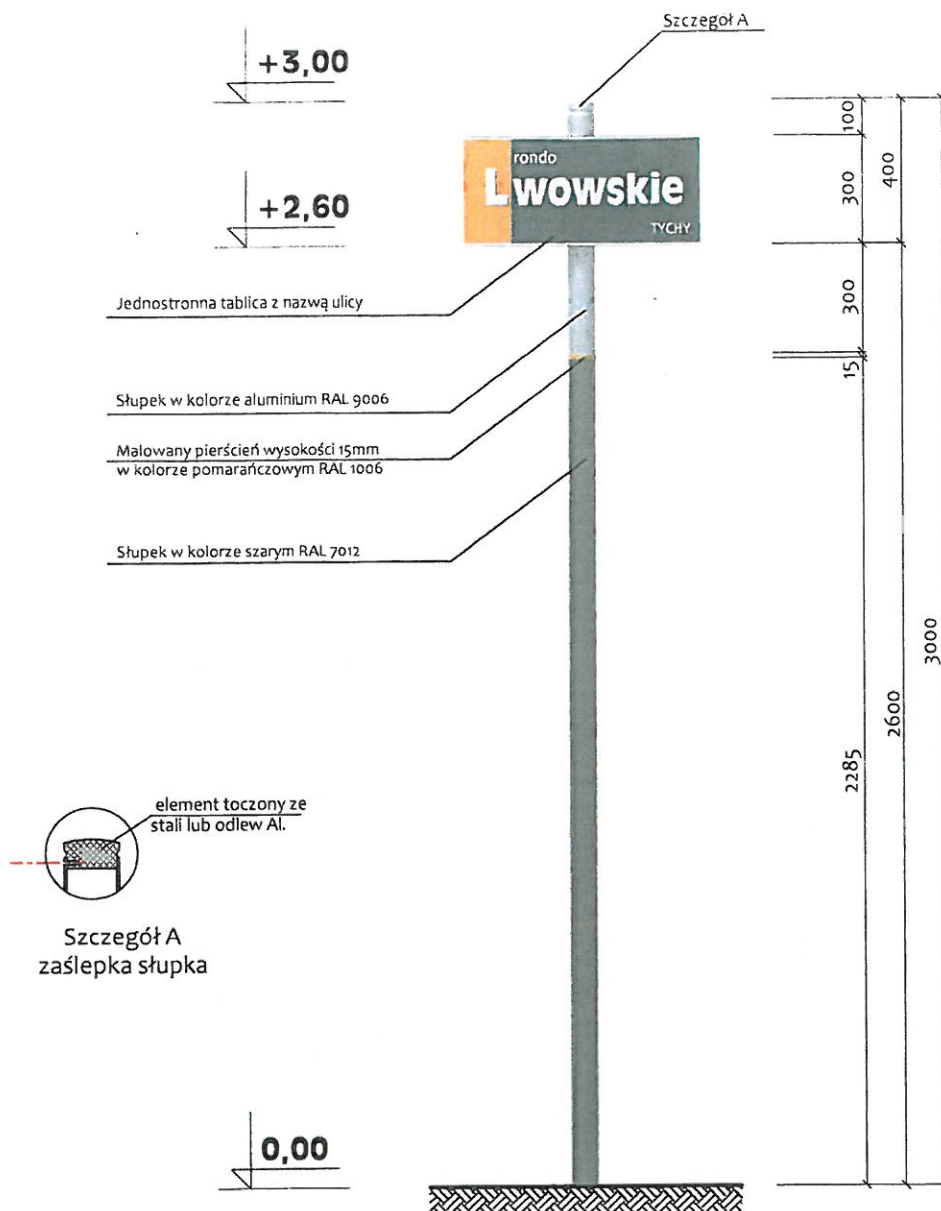 Szczegół A
+3,00
100
rondo
Lwowskie
TYCHY
300
400
+2,60
Jednostronna tablica z nazwą ulicy
300
15
Słupek w kolorze aluminium RAL 9006
Malowany pierścień wysokości 15mm
w kolorze pomarańczowym RAL 1006
Słupek w kolorze szarym RAL 7012
3000
2600
2285
element toczony ze
stali lub odlew Al.
Szczegół A
zaślepka słupka
0,00